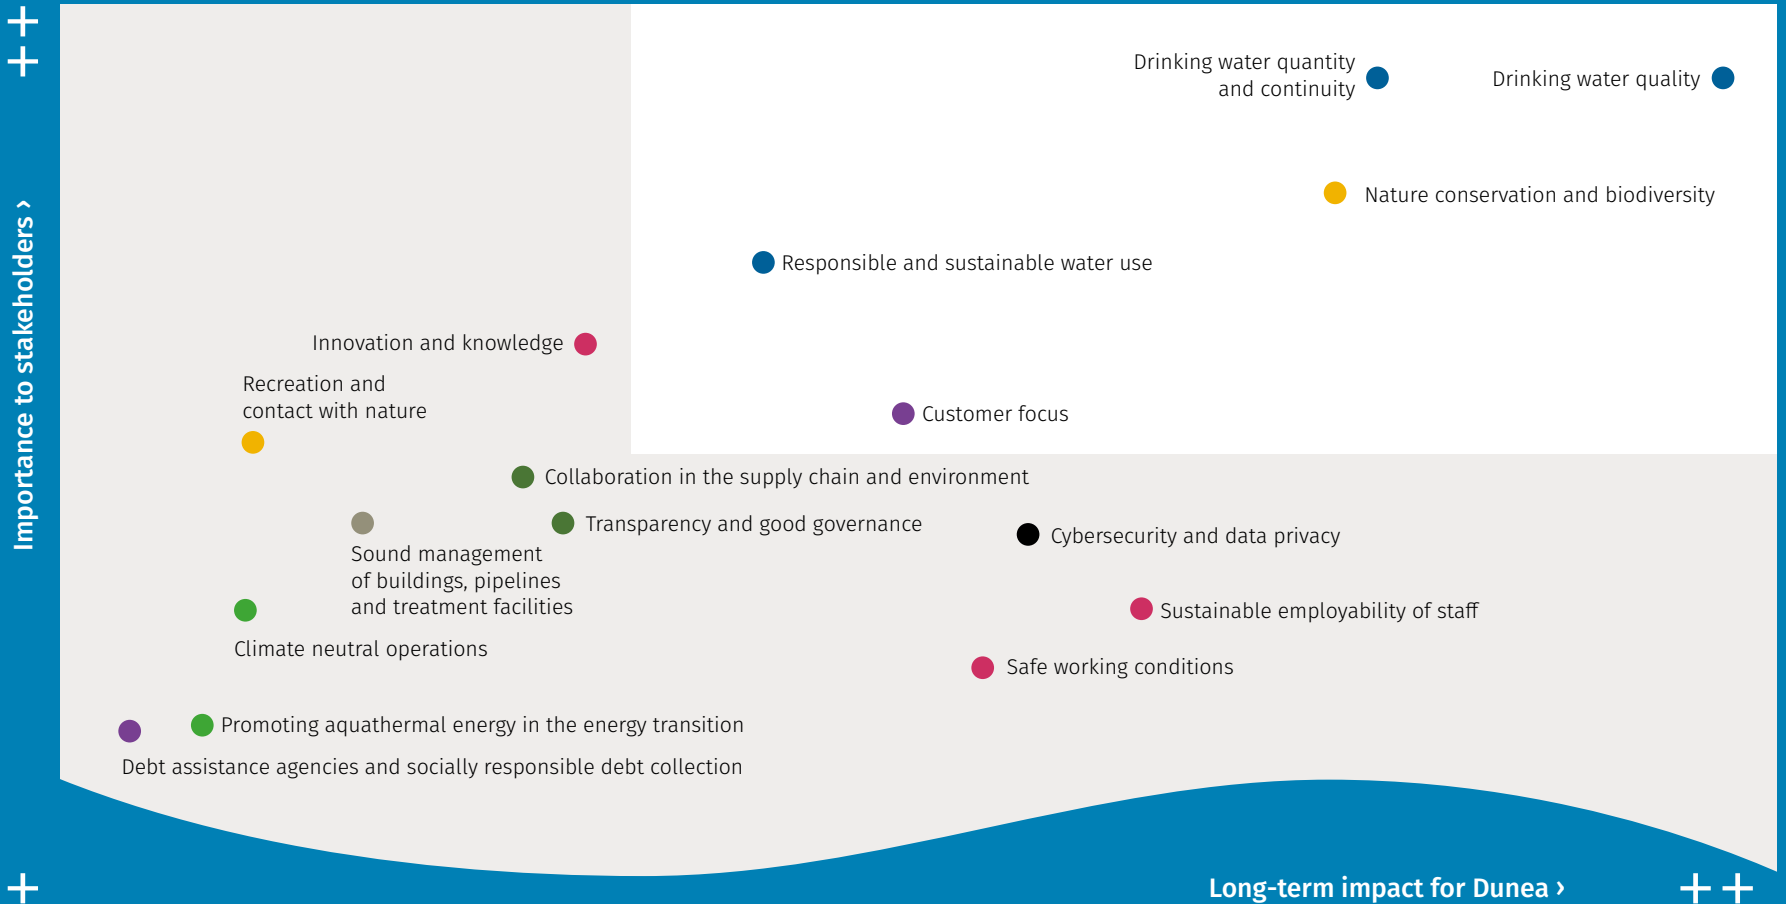 ++
Importance to stakeholders ›
Drinking water quantity
and continuity
Drinking water quality
Nature conservation and biodiversity
Responsible and sustainable water use
Innovation and knowledge
Recreation and
contact with nature
Customer focus
Collaboration in the supply chain and environment
Transparency and good governance
Cybersecurity and data privacy
Sound management
of buildings, pipelines
and treatment facilities
Sustainable employability of staff
Climate neutral operations
Safe working conditions
Promoting aquathermal energy in the energy transition
Debt assistance agencies and socially responsible debt collection
+
Long-term impact for Dunea ›
++